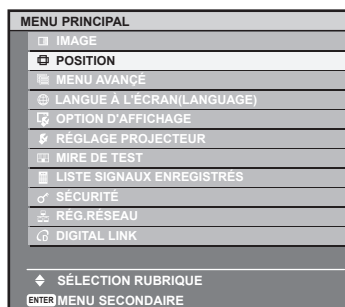 MENU PRINCIPAL
IMAGE
POSITION
MENU AVANÇÉ
LANGUE À L'ÉCRAN(LANGUAGE)
OPTION D'AFFICHAGE
RÉGLAGE PROJECTEUR
MIRE DE TEST
LISTE SIGNAUX ENREGISTRÉS
SÉCURITÉ
RÉG.RÉSEAU
DIGITAL LINK
SÉLECTION RUBRIQUE
ENTER MENU SECONDAIRE